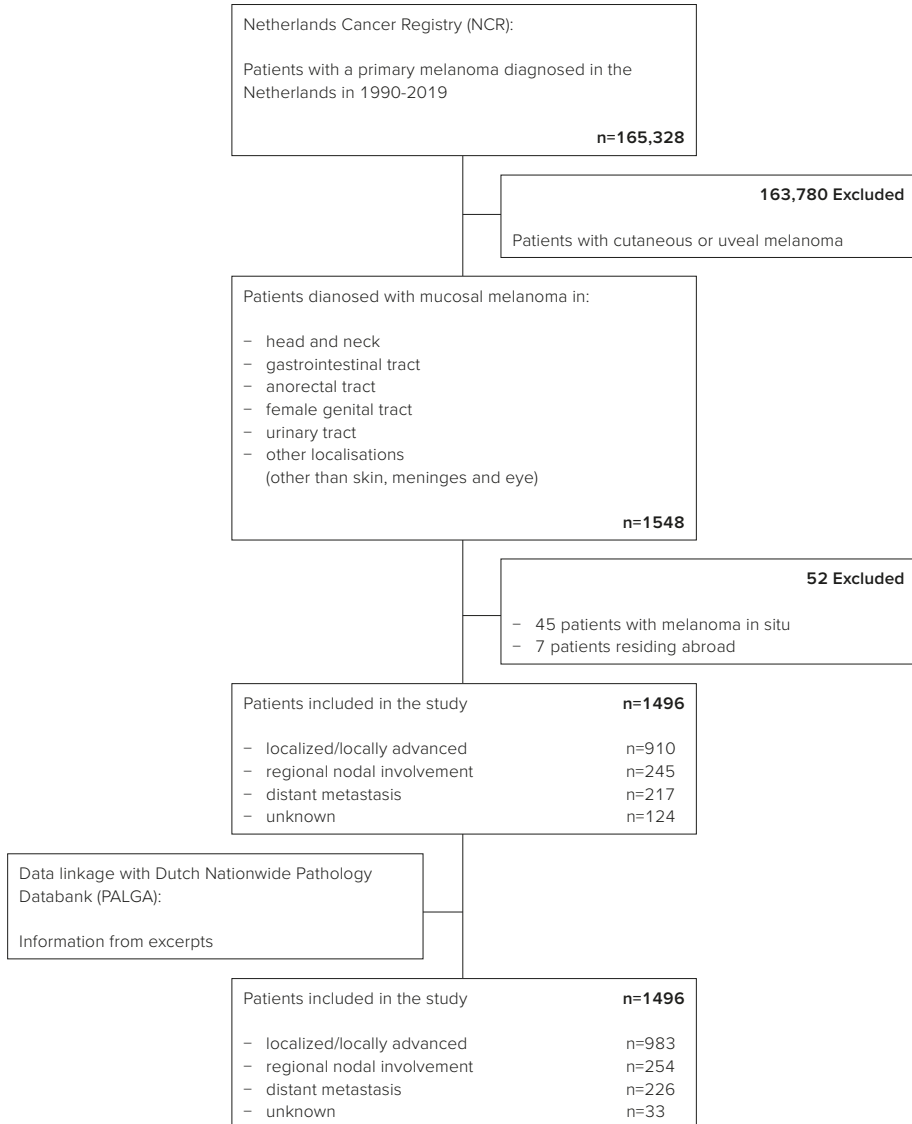 Netherlands Cancer Registry (NCR):
Patients with a primary melanoma diagnosed in the
Netherlands in 1990-2019
n=165,328
163,780 Excluded
Patients with cutaneous or uveal melanoma
Patients dianosed with mucosal melanoma in:
− head and neck
− gastrointestinal tract
− anorectal tract
− female genital tract
− urinary tract
− other localisations
(other than skin, meninges and eye)
n=1548
52 Excluded
− 45 patients with melanoma in situ
− 7 patients residing abroad
Patients included in the study n=1496
− localized/locally advanced n=910
− regional nodal involvement n=245
− distant metastasis n=217
− unknown n=124
Data linkage with Dutch Nationwide Pathology
Databank (PALGA):
Information from excerpts
Patients included in the study n=1496
− localized/locally advanced n=983
− regional nodal involvement n=254
− distant metastasis n=226
− unknown n=33